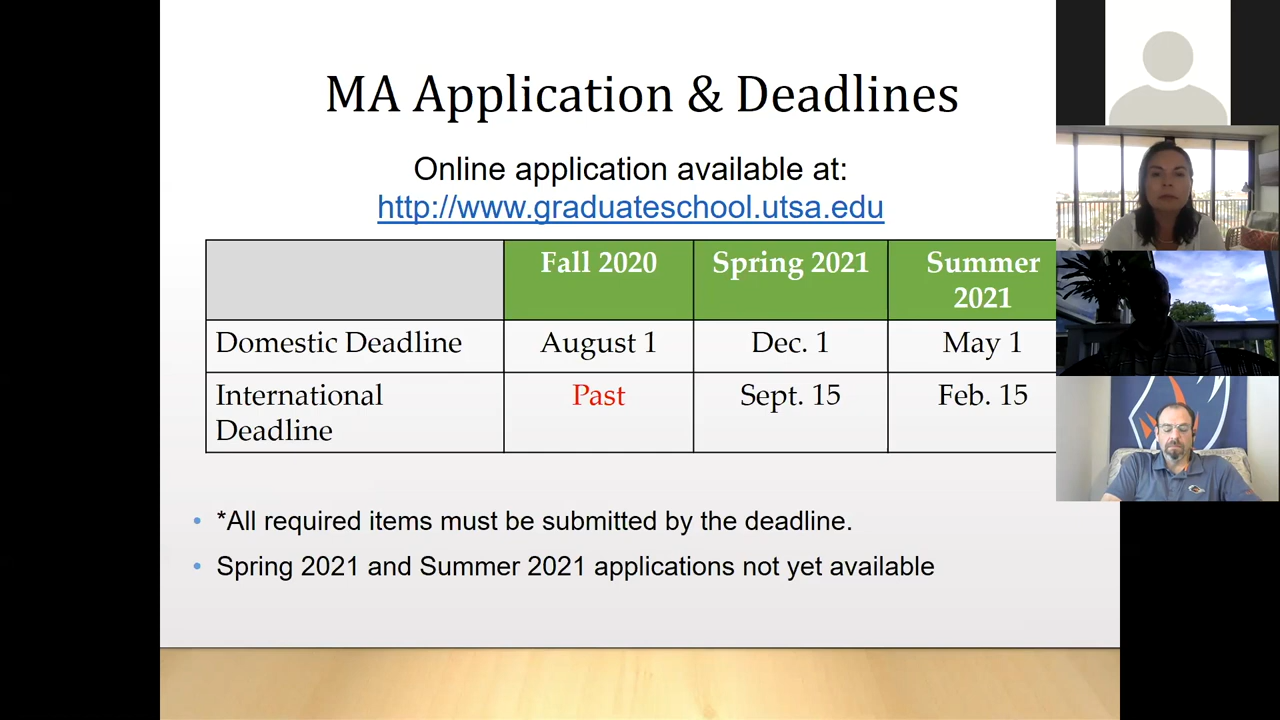 MA Application & Deadlines
Online application available at:
http://www.graduateschool.utsa.edu
Fall 2020 Spring 2021 Summer 2021
Domestic Deadline August 1 Dec. 1 May 1
International Deadline Past Sept. 15 Feb. 15
*All required items must be submitted by the deadline.
Spring 2021 and Summer 2021 applications not yet available